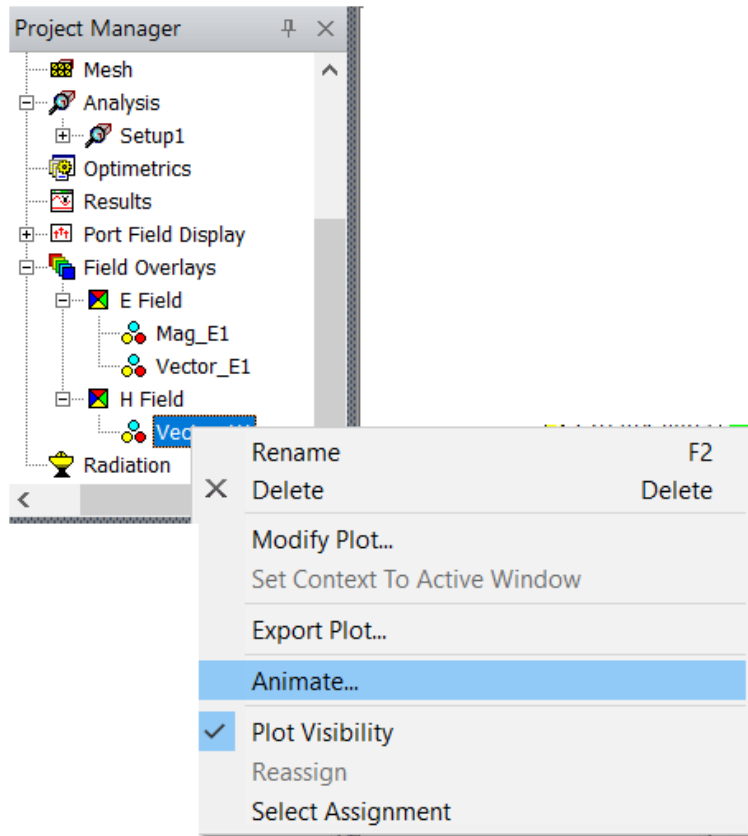 Project Manager
Mesh
Analysis
Setup1
Optimetrics
Results
Port Field Display
Field Overlays
E Field
Mag_E1
Vector_E1
H Field
Radiation
Rename F2
Delete Delete
Modify Plot...
Set Context To Active Window
Export Plot...
Animate...
Plot Visibility
Reassign
Select Assignment